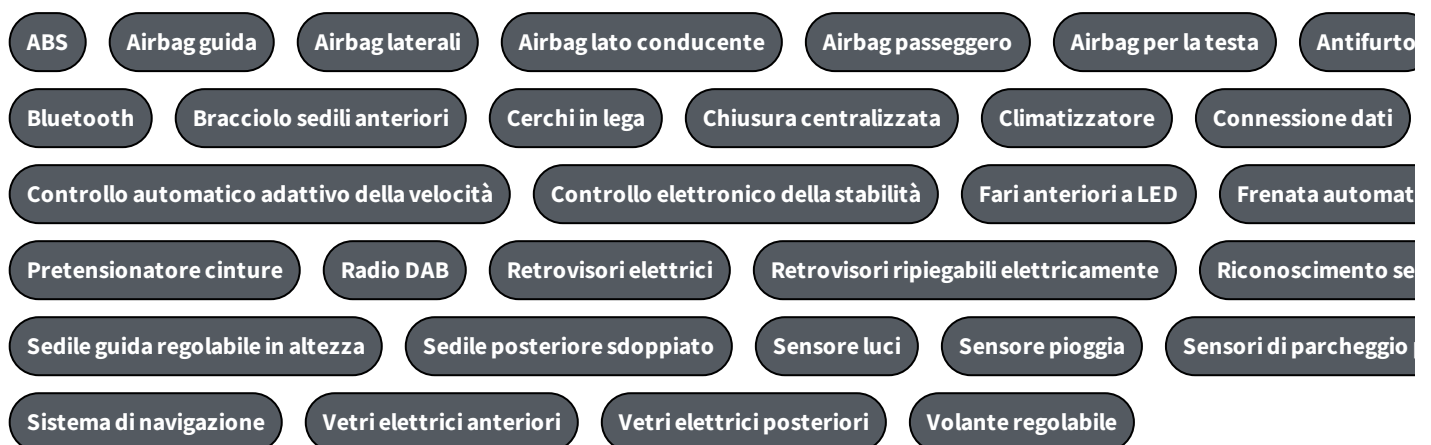 ABS Airbag guida Airbag laterali Airbag lato conducente Airbag passeggero Airbag per la testa Antifurto
Bluetooth Bracciolo sedili anteriori Cerchi in lega Chiusura centralizzata Climatizzatore Connessione dati
Controllo automatico adattivo della velocità Controllo elettronico della stabilità Fari anteriori a LED Frenata automat
Pretensionatore cinture Radio DAB Retrovisori elettrici Retrovisori ripiegabili elettricamente Riconoscimento se
Sedile guida regolabile in altezza Sedile posteriore sdoppiato Sensore luci Sensore pioggia Sensori di parcheggio
Sistema di navigazione Vetri elettrici anteriori Vetri elettrici posteriori Volante regolabile